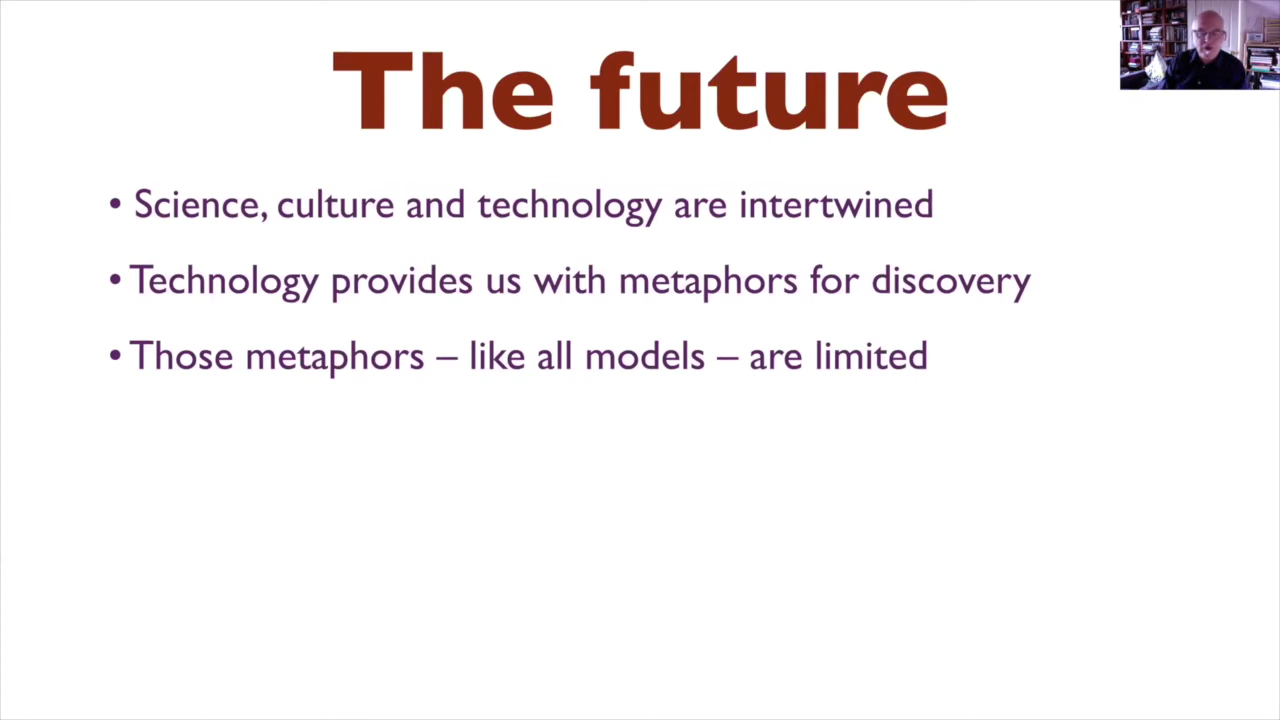 The future
• Science, culture and technology are intertwined
• Technology provides us with metaphors for discovery
• Those metaphors – like all models – are limited